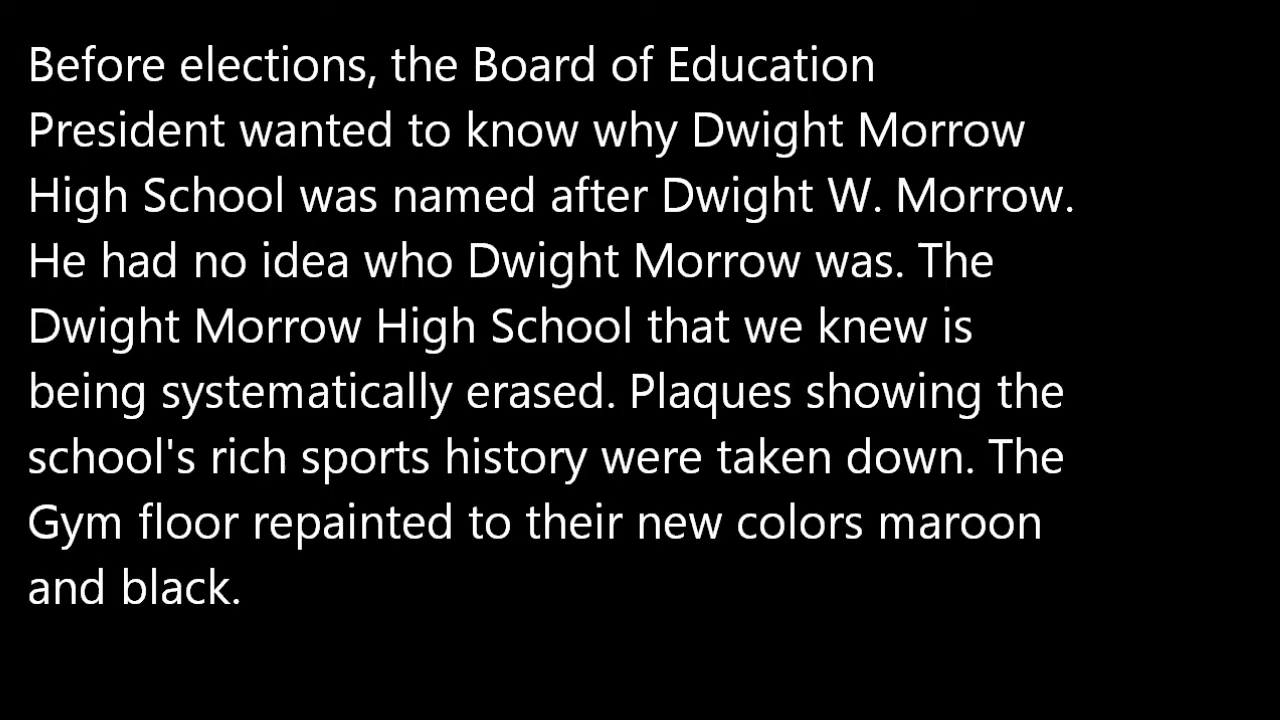 Before elections, the Board of Education
President wanted to know why Dwight Morrow
High School was named after Dwight W. Morrow.
He had no idea who Dwight Morrow was. The
Dwight Morrow High School that we knew is
being systematically erased. Plaques showing the
school's rich sports history were taken down. The
Gym floor repainted to their new colors maroon
and black.